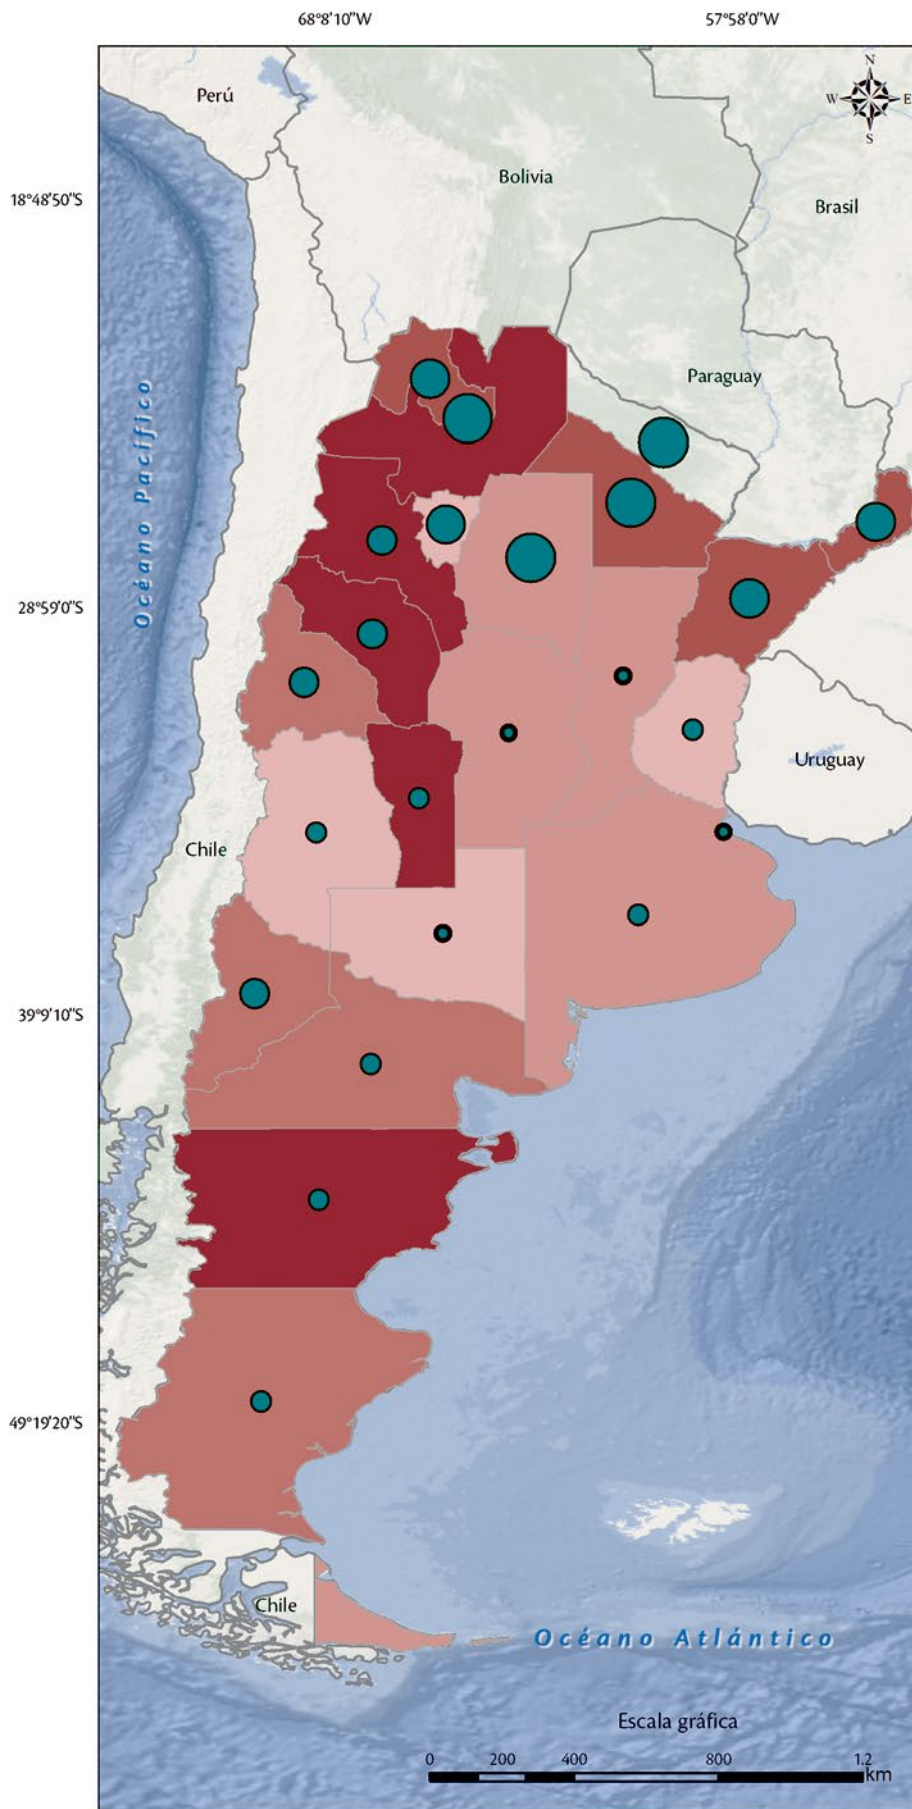 68°8'10"W
57°58'0"W
N
W
E
S
Perú
Bolivia
Brasil
18°48'50"S
Paraguay
Océano Pacífico
28°59'0"S
Uruguay
Chile
39°9'10"S
49°19'20"S
Chile
Océano Atlántico
Escala gráfica
0 200 400 800 1.2
km